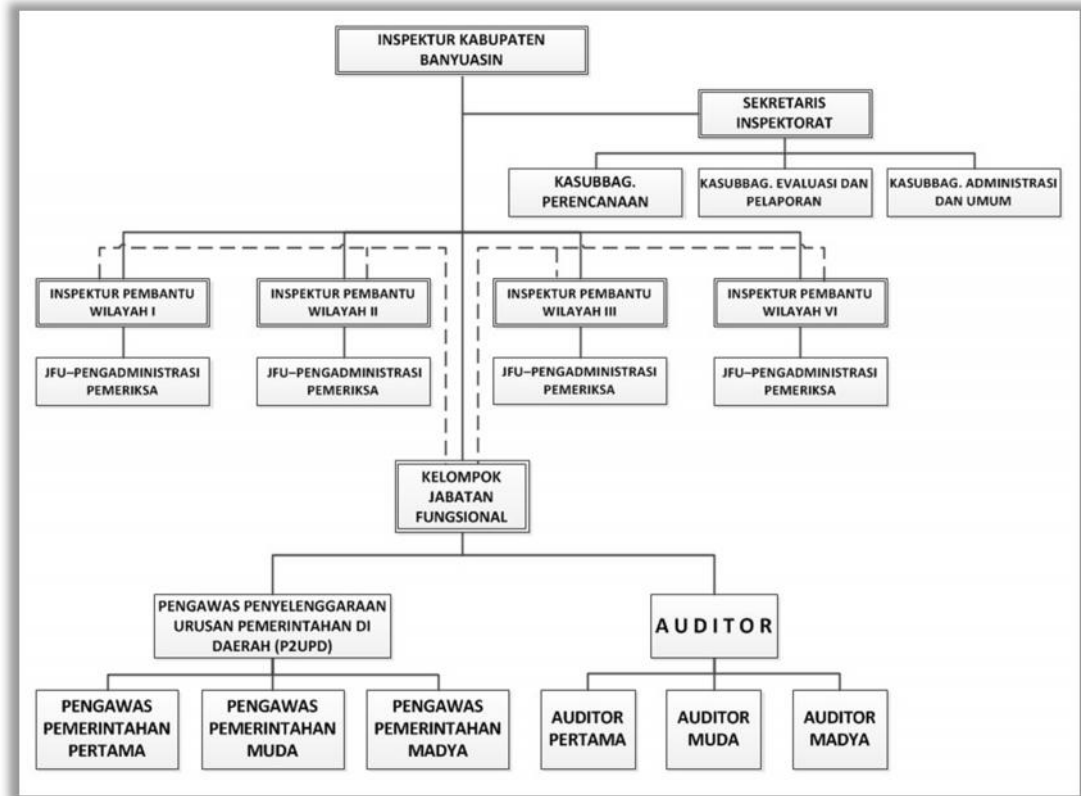 INSPEKTUR KABUPATEN
BANYUASIN
SEKRETARIS
INSPEKTORAT
KASUBBAG.
PERENCANAAN
KASUBBAG. EVALUASI DAN
PELAPORAN
KASUBBAG. ADMINISTRASI
DAN UMUM
INSPEKTUR PEMBANTU
WILAYAH I
INSPEKTUR PEMBANTU
WILAYAH II
INSPEKTUR PEMBANTU
WILAYAH III
INSPEKTUR PEMBANTU
WILAYAH VI
JFU–PENGADMINISTRASI
PEMERIKSA
JFU–PENGADMINISTRASI
PEMERIKSA
JFU–PENGADMINISTRASI
PEMERIKSA
JFU–PENGADMINISTRASI
PEMERIKSA
KELOMPOK
JABATAN
FUNGSIONAL
PENGAWAS PENYELENGGARAAN
URUSAN PEMERINTAHAN DI
DAERAH (P2UPD)
A U D I T O R
PENGAWAS
PEMERINTAHAN
PERTAMA
PENGAWAS
PEMERINTAHAN
MUDA
PENGAWAS
PEMERINTAHAN
MADYA
AUDITOR
PERTAMA
AUDITOR
MUDA
AUDITOR
MADYA